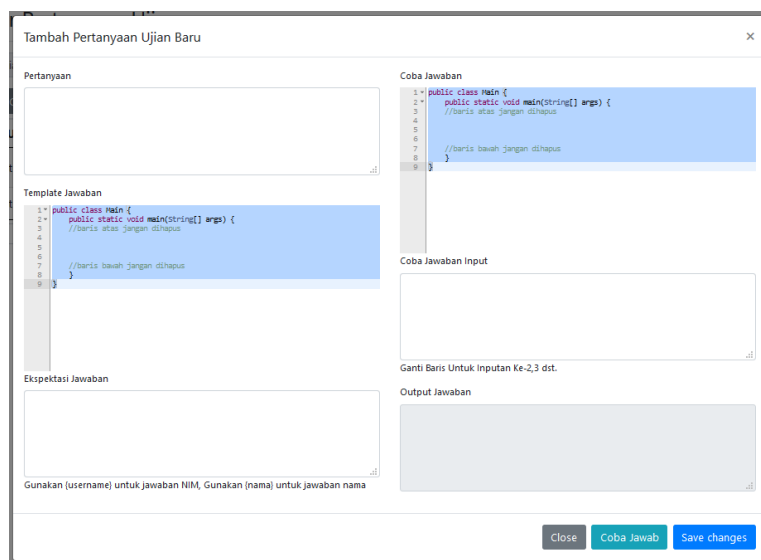 Tambah Pertanyaan Ujian Baru
×
Pertanyaan
Template Jawaban
1 public class Main {
2 public static void main(String[] args) {
3 //baris atas jangan dihapus
4
5
6
7 //baris bawah jangan dihapus
8 }
9 }
Ekspektasi Jawaban
Gunakan {username} untuk jawaban NIM, Gunakan {nama} untuk jawaban nama
Coba Jawaban
1 public class Main {
2 public static void main(String[] args) {
3 //baris atas jangan dihapus
4
5
6
7 //baris bawah jangan dihapus
8 }
9 }
Coba Jawaban Input
Ganti Baris Untuk Inputan Ke-2,3 dst.
Output Jawaban
Close
Coba Jawab
Save changes